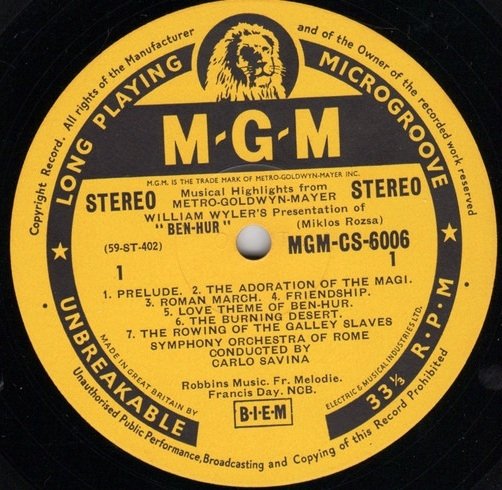 Copyright Record. All rights of the Manufacturer and of the Owner of the recorded work reserved
LONG PLAYING MICROGROOVE
M-G-M
M.G.M. IS THE TRADE MARK OF METRO-GOLDWYN-MAYER INC.
STEREO
Musical Highlights from
METRO-GOLDWYN-MAYER
STEREO
WILLIAM WYLER'S Presentation of
"BEN-HUR" (Miklos Rozsa)
(59-ST-402)
MGM-CS-6006
1
1
1. PRELUDE. 2. THE ADORATION OF THE MAGI.
3. ROMAN MARCH. 4. FRIENDSHIP.
5. LOVE THEME OF BEN-HUR.
6. THE BURNING DESERT.
7. THE ROWING OF THE GALLEY SLAVES
SYMPHONY ORCHESTRA OF ROME
CONDUCTED BY
CARLO SAVINA
Robbins Music. Fr. Melodie.
Francis Day. NCB.
B·I·E·M
MADE IN GREAT BRITAIN BY ELECTRIC & MUSICAL INDUSTRIES LTD.
UNBREAKABLE
33⅓ R.P.M
Unauthorised Public Performance, Broadcasting and Copying of this Record Prohibited